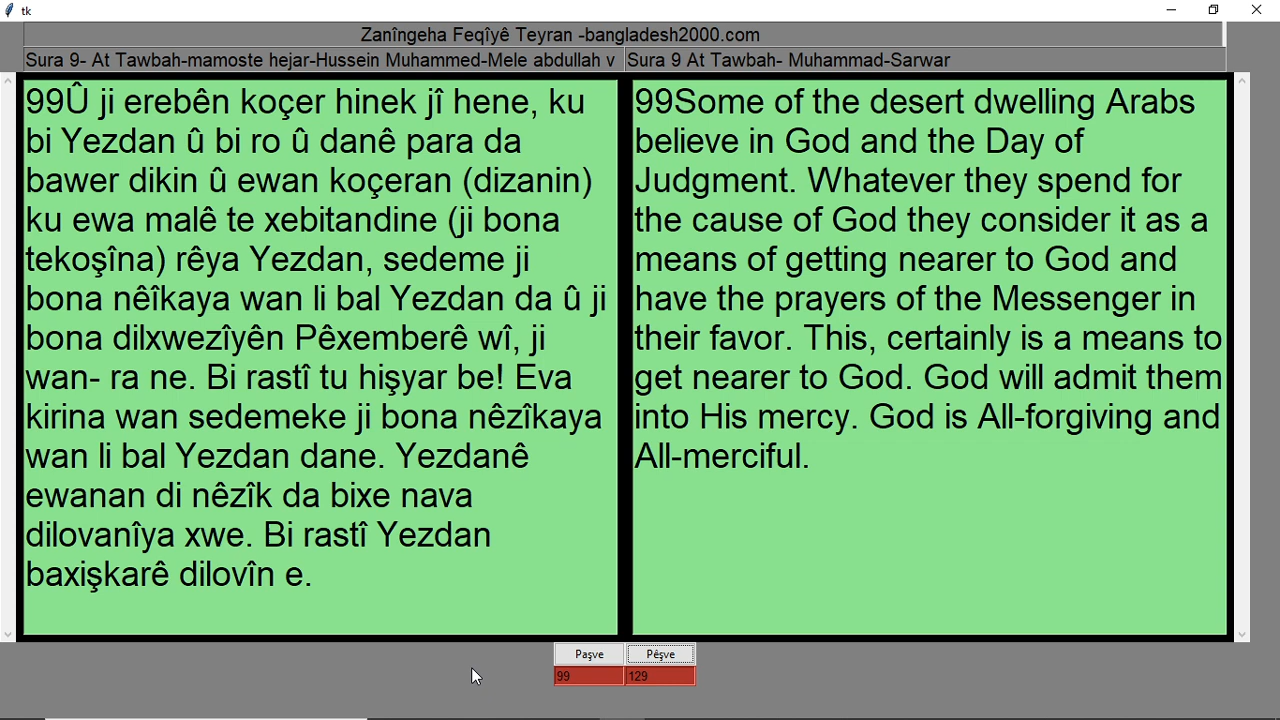 tk
Zanîngeha Feqîyê Teyran -bangladesh2000.com
Sura 9- At Tawbah-mamoste hejar-Hussein Muhammed-Mele abdullah v
Sura 9 At Tawbah- Muhammad-Sarwar
99Û ji erebên koçer hinek jî hene, ku
bi Yezdan û bi ro û danê para da
bawer dikin û ewan koçeran (dizanin)
ku ewa malê te xebitandine (ji bona
tekoşîna) rêya Yezdan, sedeme ji
bona nêîkaya wan li bal Yezdan da û ji
bona dilxwezîyên Pêxemberê wî, ji
wan- ra ne. Bi rastî tu hişyar be! Eva
kirina wan sedemeke ji bona nêzîkaya
wan li bal Yezdan dane. Yezdanê
ewanan di nêzîk da bixe nava
dilovanîya xwe. Bi rastî Yezdan
baxişkarê dilovîn e.
99Some of the desert dwelling Arabs
believe in God and the Day of
Judgment. Whatever they spend for
the cause of God they consider it as a
means of getting nearer to God and
have the prayers of the Messenger in
their favor. This, certainly is a means to
get nearer to God. God will admit them
into His mercy. God is All-forgiving and
All-merciful.
Paşve
Pêşve
99
129